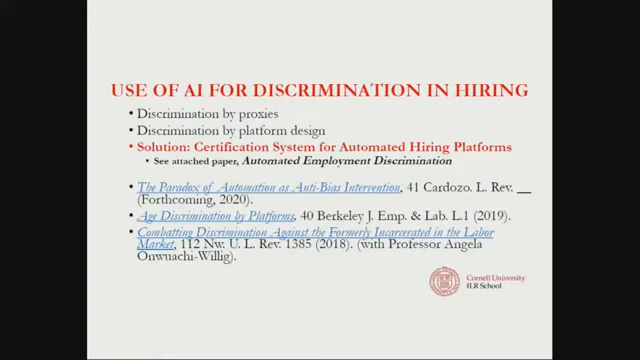 USE OF AI FOR DISCRIMINATION IN HIRING
• Discrimination by proxies
• Discrimination by platform design
• Solution: Certification System for Automated Hiring Platforms
• See attached paper, Automated Employment Discrimination
• The Paradox of Automation as Anti-Bias Intervention, 41 Cardozo. L. Rev. __
(Forthcoming, 2020).
• Age Discrimination by Platforms, 40 Berkeley J. Emp. & Lab. L.1 (2019).
• Combatting Discrimination Against the Formerly Incarcerated in the Labor
Market, 112 Nw. U. L. Rev. 1385 (2018). (with Professor Angela
Onwuachi-Willig).
Cornell University
ILR School